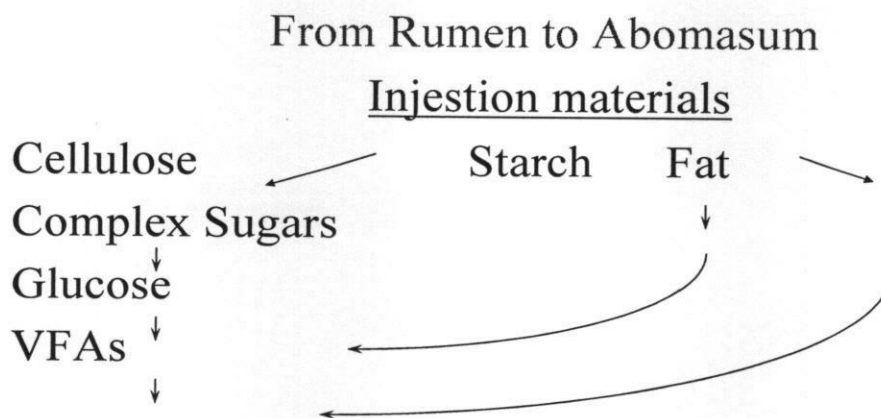 From Rumen to Abomasum
Injestion materials
Cellulose Starch Fat
Complex Sugars
Glucose
VFAs